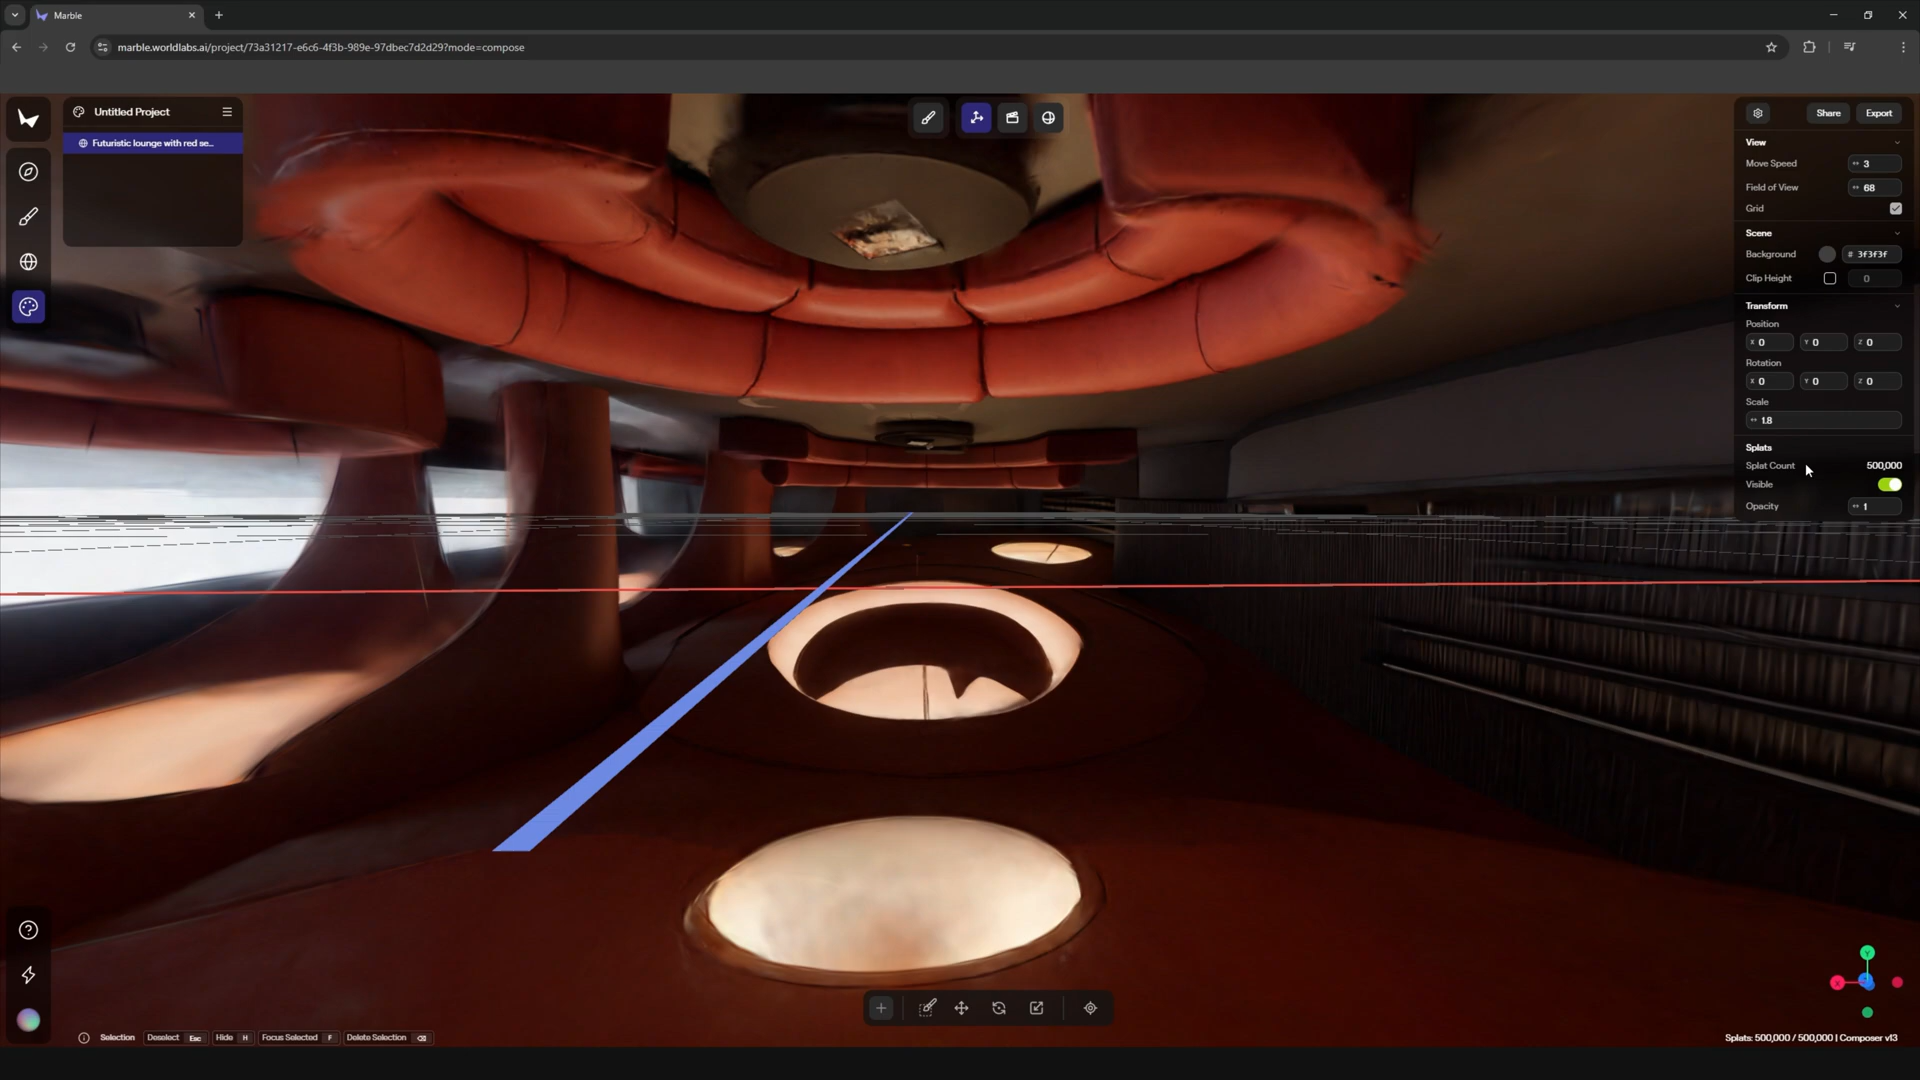 Marble
marble.worldlabs.ai/project/73a31217-e6c6-4f3b-989e-97dbec7d2d29?mode=compose
Untitled Project
Futuristic lounge with red se...
Share
Export
View
Move Speed 3
Field of View 68
Grid
Scene
Background # 3f3f3f
Clip Height 0
Transform
Position
X 0 Y 0 Z 0
Rotation
X 0 Y 0 Z 0
Scale
1.8
Splats
Splat Count 500,000
Visible
Opacity 1
Y
X
Selection Deselect Esc Hide H Focus Selected F Delete Selection
Splats: 500,000 / 500,000 | Composer v13